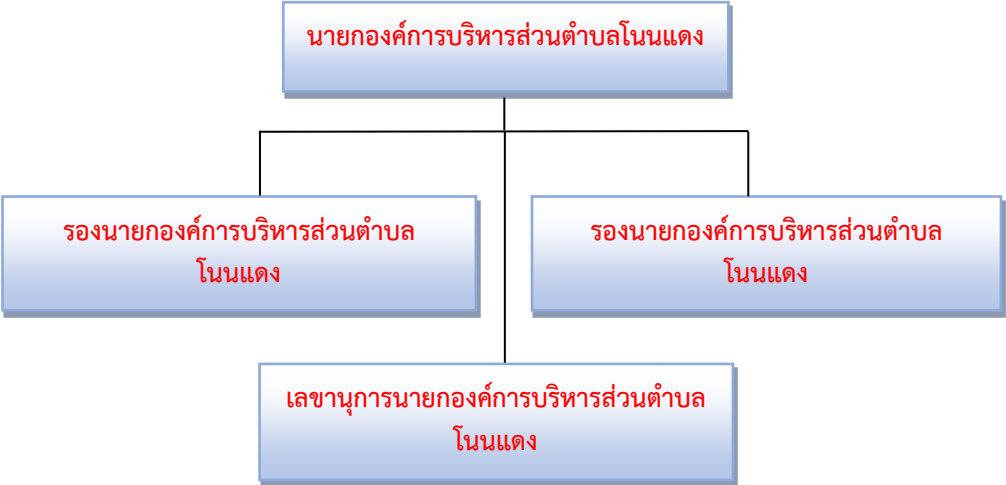 นายกองค์การบริหารส่วนตำบลโนนแดง
รองนายกองค์การบริหารส่วนตำบล
โนนแดง
รองนายกองค์การบริหารส่วนตำบล
โนนแดง
เลขานุการนายกองค์การบริหารส่วนตำบล
โนนแดง